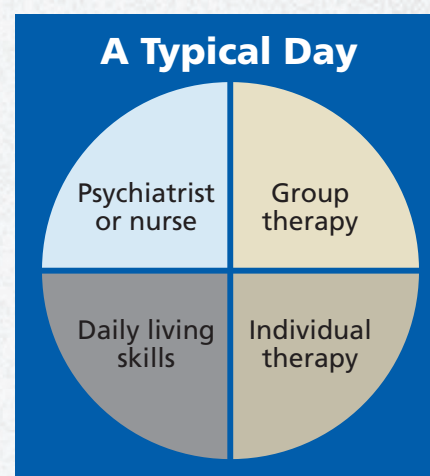 A Typical Day
Psychiatrist
or nurse
Group
therapy
Daily living
skills
Individual
therapy